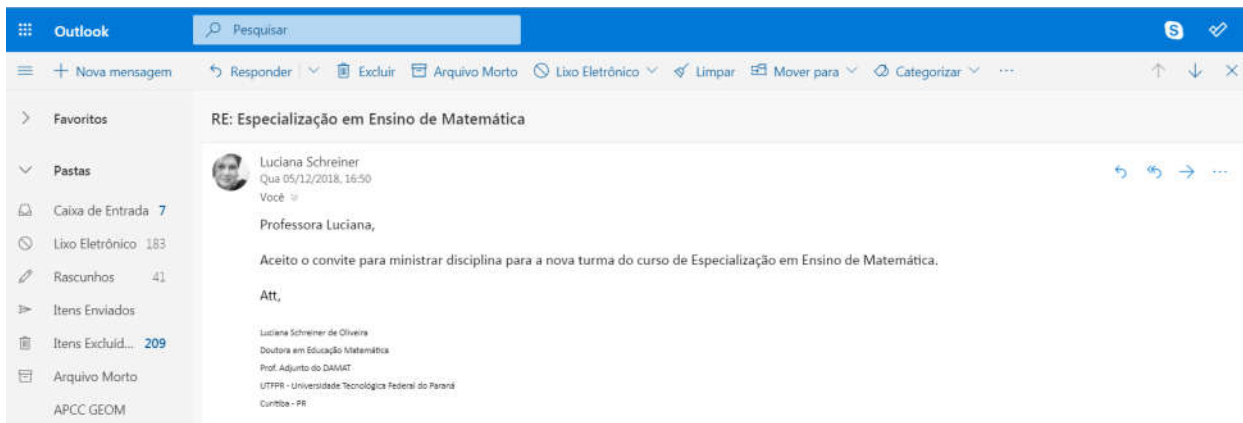 Outlook
Pesquisar
Nova mensagem
Responder
Excluir
Arquivo Morto
Lixo Eletrônico
Limpar
Mover para
Categorizar
Favoritos
RE: Especialização em Ensino de Matemática
Pastas
Caixa de Entrada 7
Lixo Eletrônico 183
Rascunhos 41
Itens Enviados
Itens Excluíd... 209
Arquivo Morto
APCC GEOM
Luciana Schreiner
Qua 05/12/2018, 16:50
Você
Professora Luciana,
Aceito o convite para ministrar disciplina para a nova turma do curso de Especialização em Ensino de Matemática.
Att,
Luciana Schreiner de Oliveira
Doutora em Educação Matemática
Prof. Adjunto do DAMAT
UTFPR - Universidade Tecnológica Federal do Paraná
Curitiba - PR